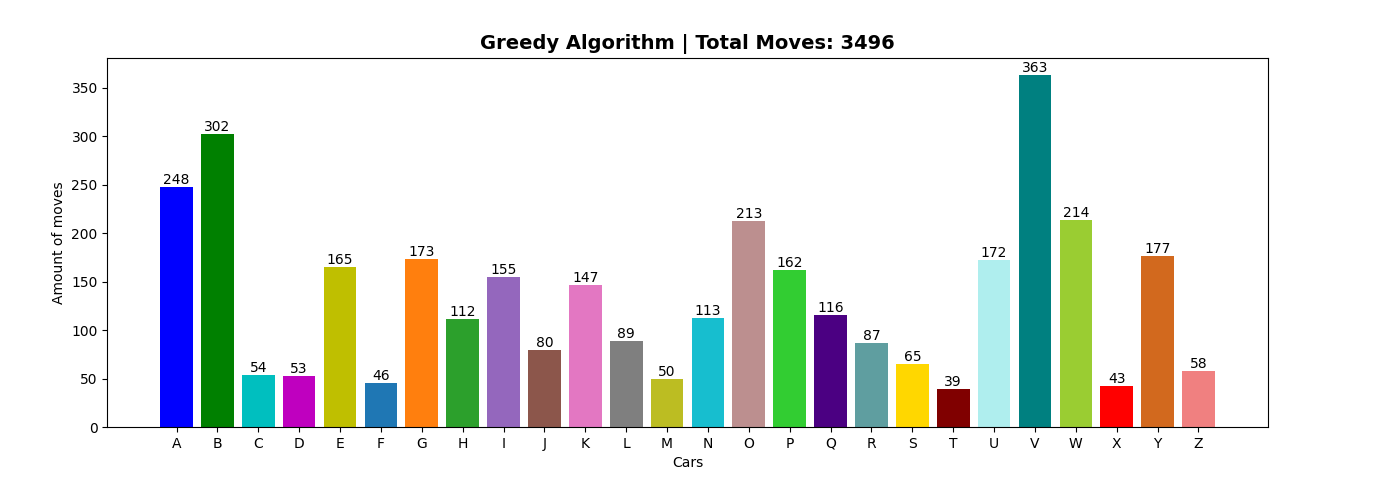 Greedy Algorithm | Total Moves: 3496
Amount of moves
350
300
250
200
150
100
50
0
248 302 54 53 165 46 173 112 155 80 147 89 50 113 213 162 116 87 65 39 172 363 214 43 177 58
A B C D E F G H I J K L M N O P Q R S T U V W X Y Z
Cars